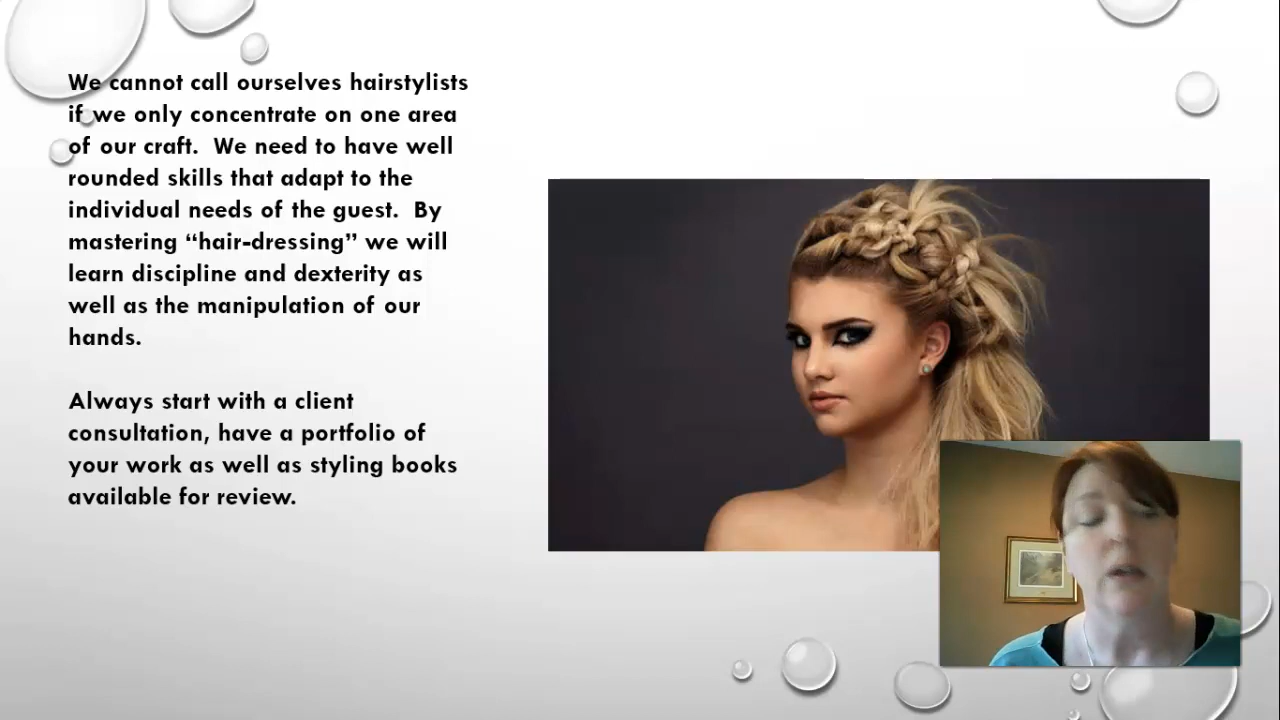 We cannot call ourselves hairstylists
if we only concentrate on one area
of our craft.  We need to have well
rounded skills that adapt to the
individual needs of the guest.  By
mastering “hair-dressing” we will
learn discipline and dexterity as
well as the manipulation of our
hands.
Always start with a client
consultation, have a portfolio of
your work as well as styling books
available for review.